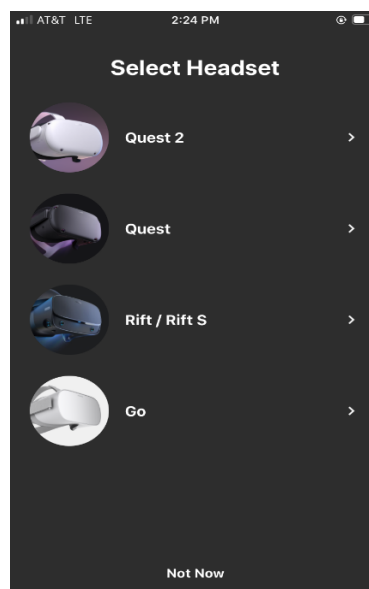 AT&T LTE 2:24 PM
Select Headset
Quest 2
Quest
Rift / Rift S
Go
Not Now